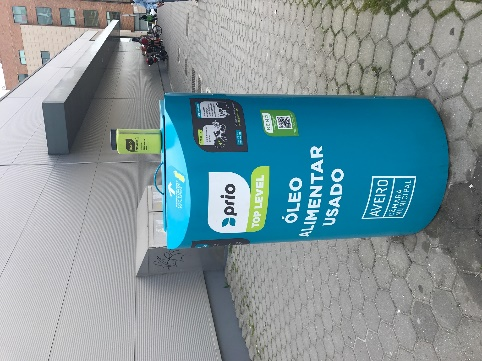 prio
TOP LEVEL
ÓLEO
ALIMENTAR
USADO
AVEIRO
CÂMARA
MUNICIPAL